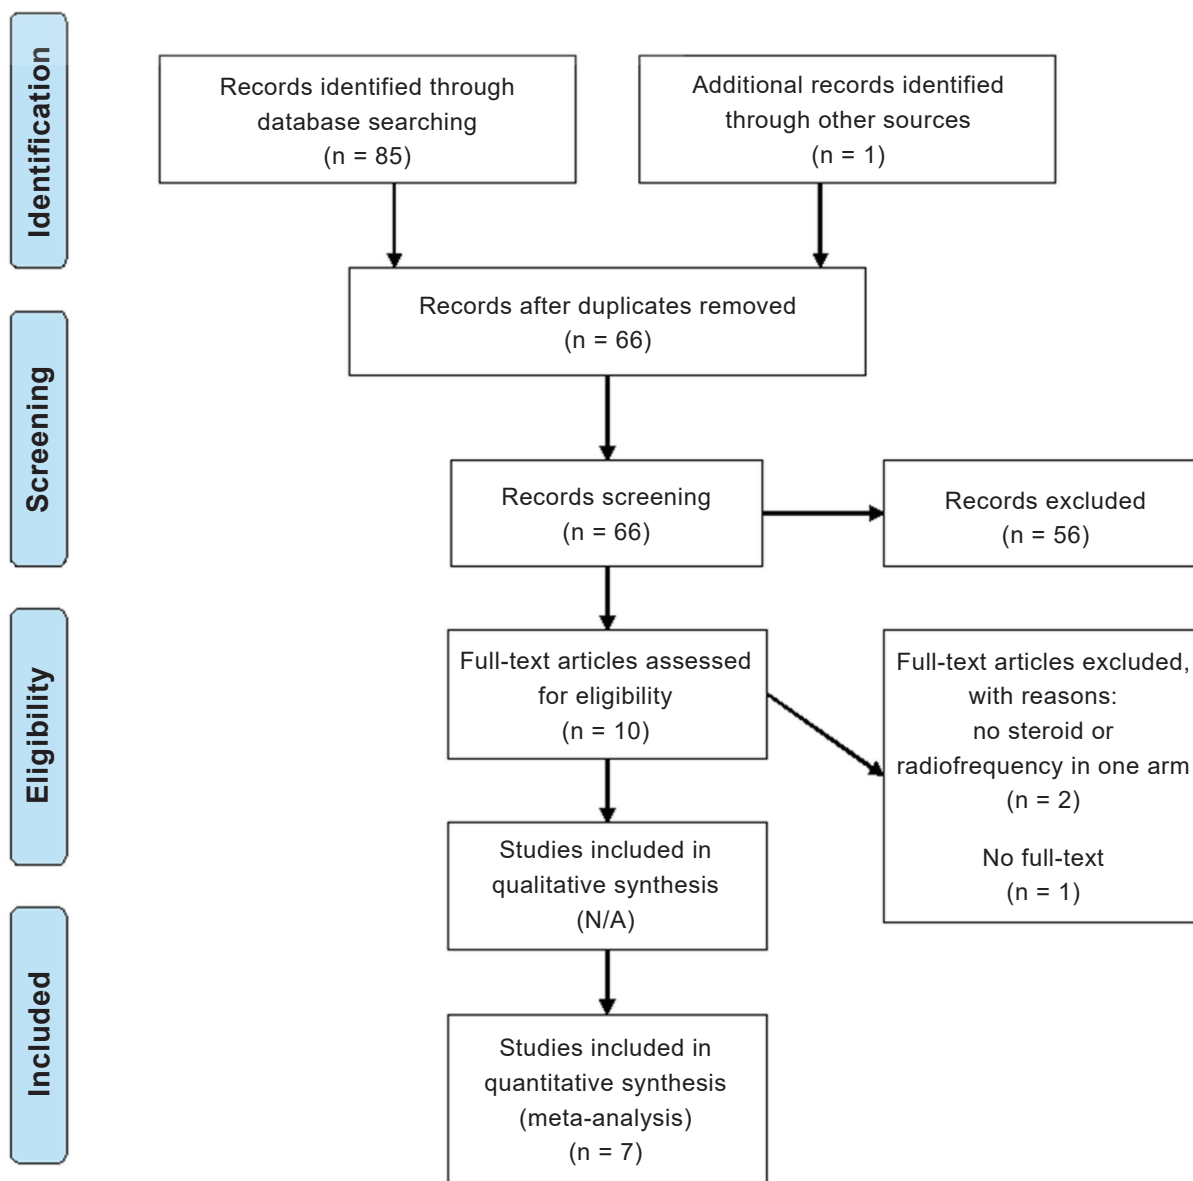 Identification
Records identified through
database searching
(n = 85)
Additional records identified
through other sources
(n = 1)
Records after duplicates removed
(n = 66)
Screening
Records screening
(n = 66)
Records excluded
(n = 56)
Eligibility
Full-text articles assessed
for eligibility
(n = 10)
Full-text articles excluded,
with reasons:
no steroid or
radiofrequency in one arm
(n = 2)
No full-text
(n = 1)
Studies included in
qualitative synthesis
(N/A)
Included
Studies included in
quantitative synthesis
(meta-analysis)
(n = 7)